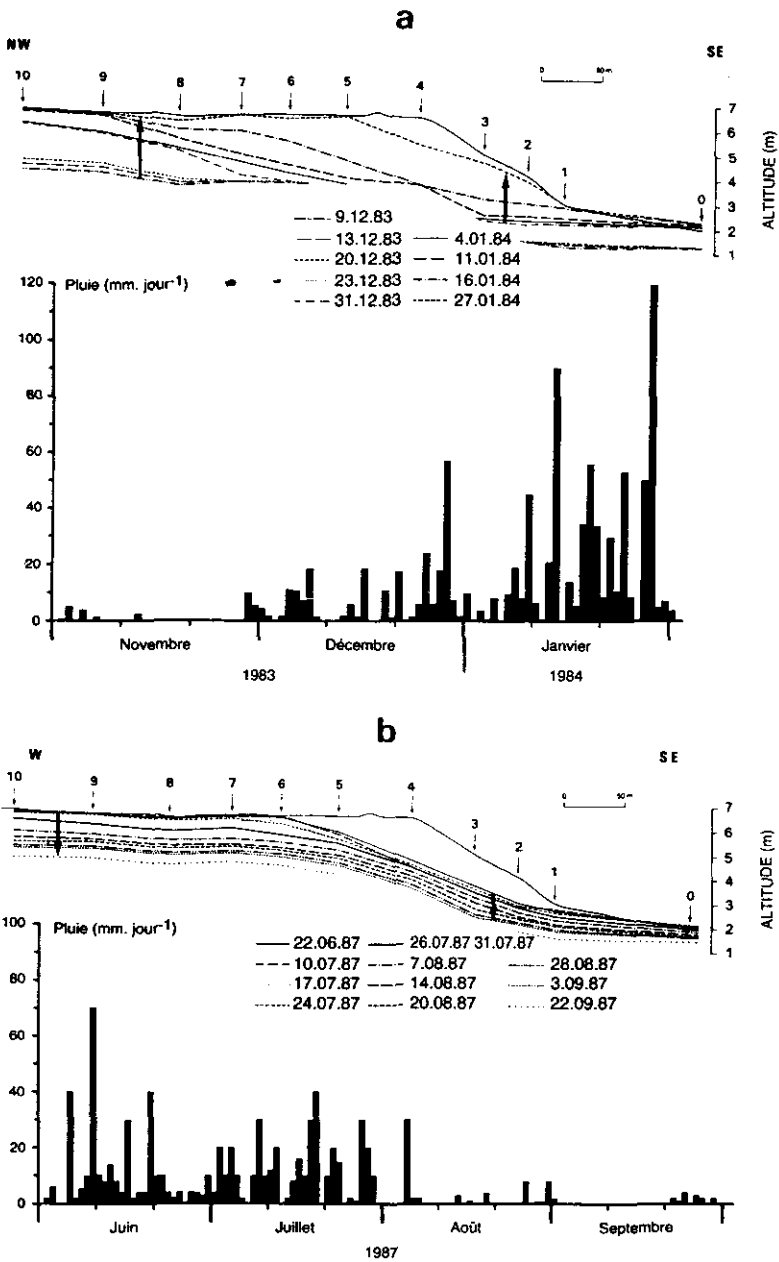 a
NW
SE
10 9 8 7 6 5 4 3 2 1 0
0
7
6
5
4
3
2
1
ALTITUDE (m)
9.12.83
13.12.83 4.01.84
20.12.83 11.01.84
23.12.83 16.01.84
31.12.83 27.01.84
Pluie (mm. jour-1)
120
100
80
60
40
20
0
Novembre Décembre Janvier
1983 1984
b
W
SE
10 9 8 7 6 5 4 3 2 1 0
0 50 m
7
6
5
4
3
2
1
ALTITUDE (m)
Pluie (mm. jour-1)
22.06.87 26.07.87 31.07.87
10.07.87 7.08.87 28.08.87
17.07.87 14.08.87 3.09.87
24.07.87 20.08.87 22.09.87
100
80
60
40
20
0
Juin Juillet Août Septembre
1987